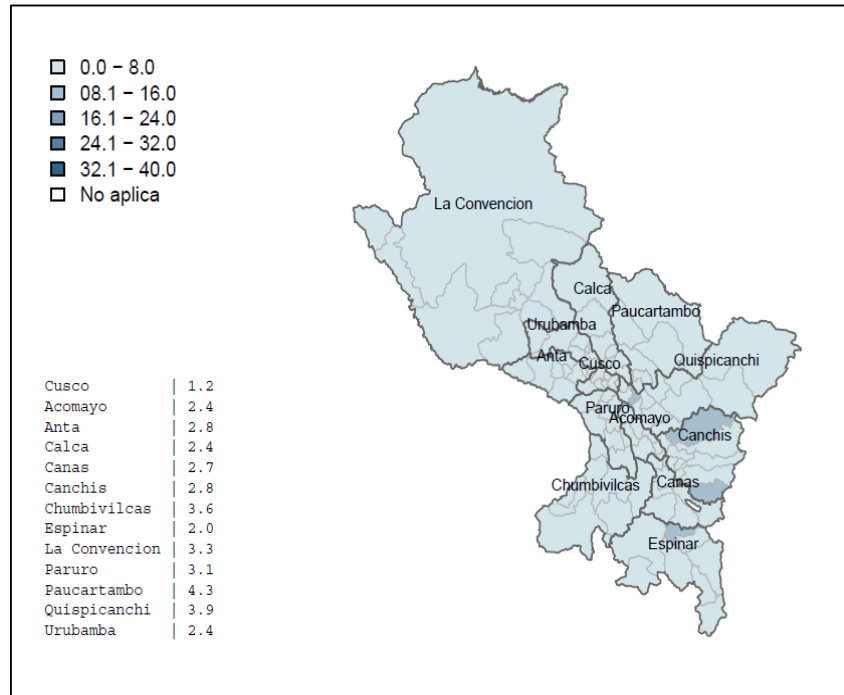 0.0 – 8.0
08.1 – 16.0
16.1 – 24.0
24.1 – 32.0
32.1 – 40.0
No aplica
La Convencion
Calca
Paucartambo
Urubamba
Anta
Cusco
Quispicanchi
Paruro
Acomayo
Canchis
Chumbivilcas
Canas
Espinar
Cusco | 1.2
Acomayo | 2.4
Anta | 2.8
Calca | 2.4
Canas | 2.7
Canchis | 2.8
Chumbivilcas | 3.6
Espinar | 2.0
La Convencion | 3.3
Paruro | 3.1
Paucartambo | 4.3
Quispicanchi | 3.9
Urubamba | 2.4